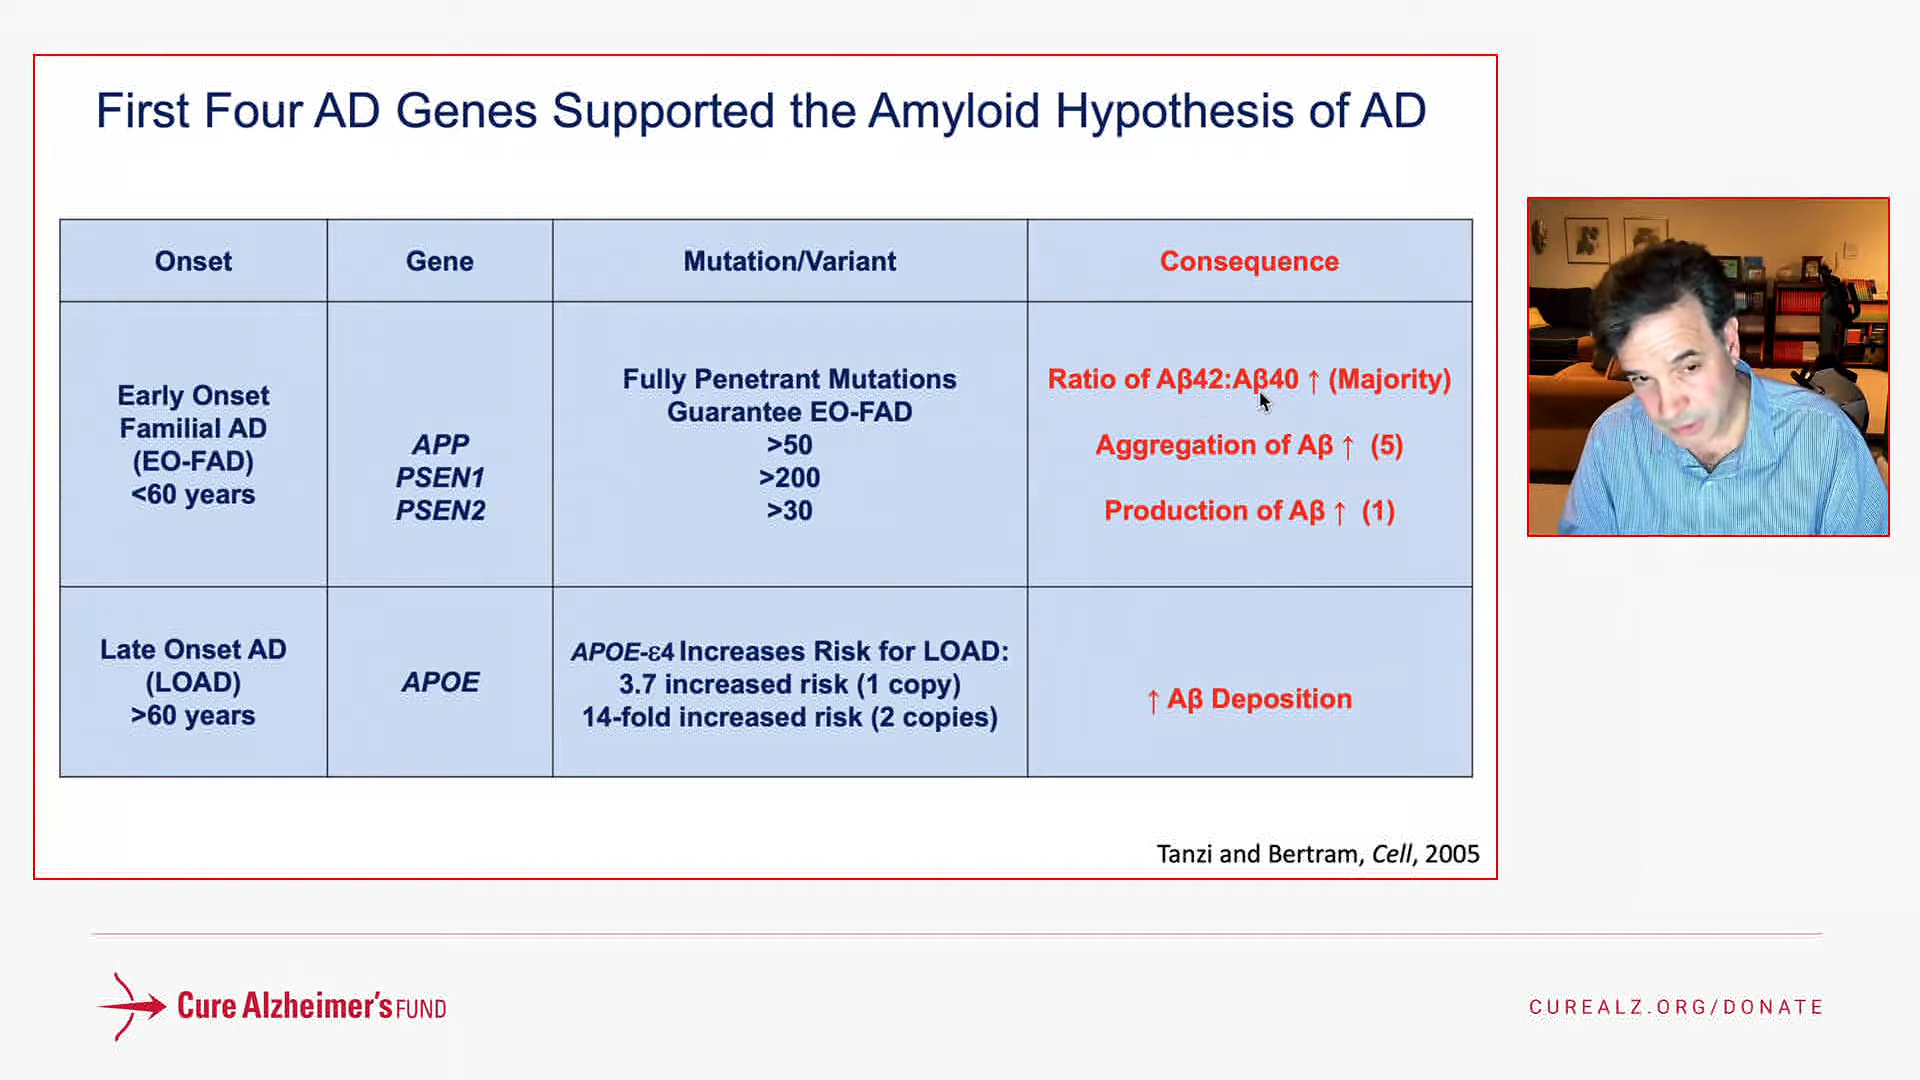 First Four AD Genes Supported the Amyloid Hypothesis of AD
Onset
Gene
Mutation/Variant
Consequence
Early Onset
Familial AD
(EO-FAD)
<60 years
APP
PSEN1
PSEN2
Fully Penetrant Mutations
Guarantee EO-FAD
>50
>200
>30
Ratio of Aβ42:Aβ40 ↑ (Majority)
Aggregation of Aβ ↑ (5)
Production of Aβ ↑ (1)
Late Onset AD
(LOAD)
>60 years
APOE
APOE-ε4 Increases Risk for LOAD:
3.7 increased risk (1 copy)
14-fold increased risk (2 copies)
↑ Aβ Deposition
Tanzi and Bertram, Cell, 2005
Cure Alzheimer's FUND
CUREALZ.ORG/DONATE